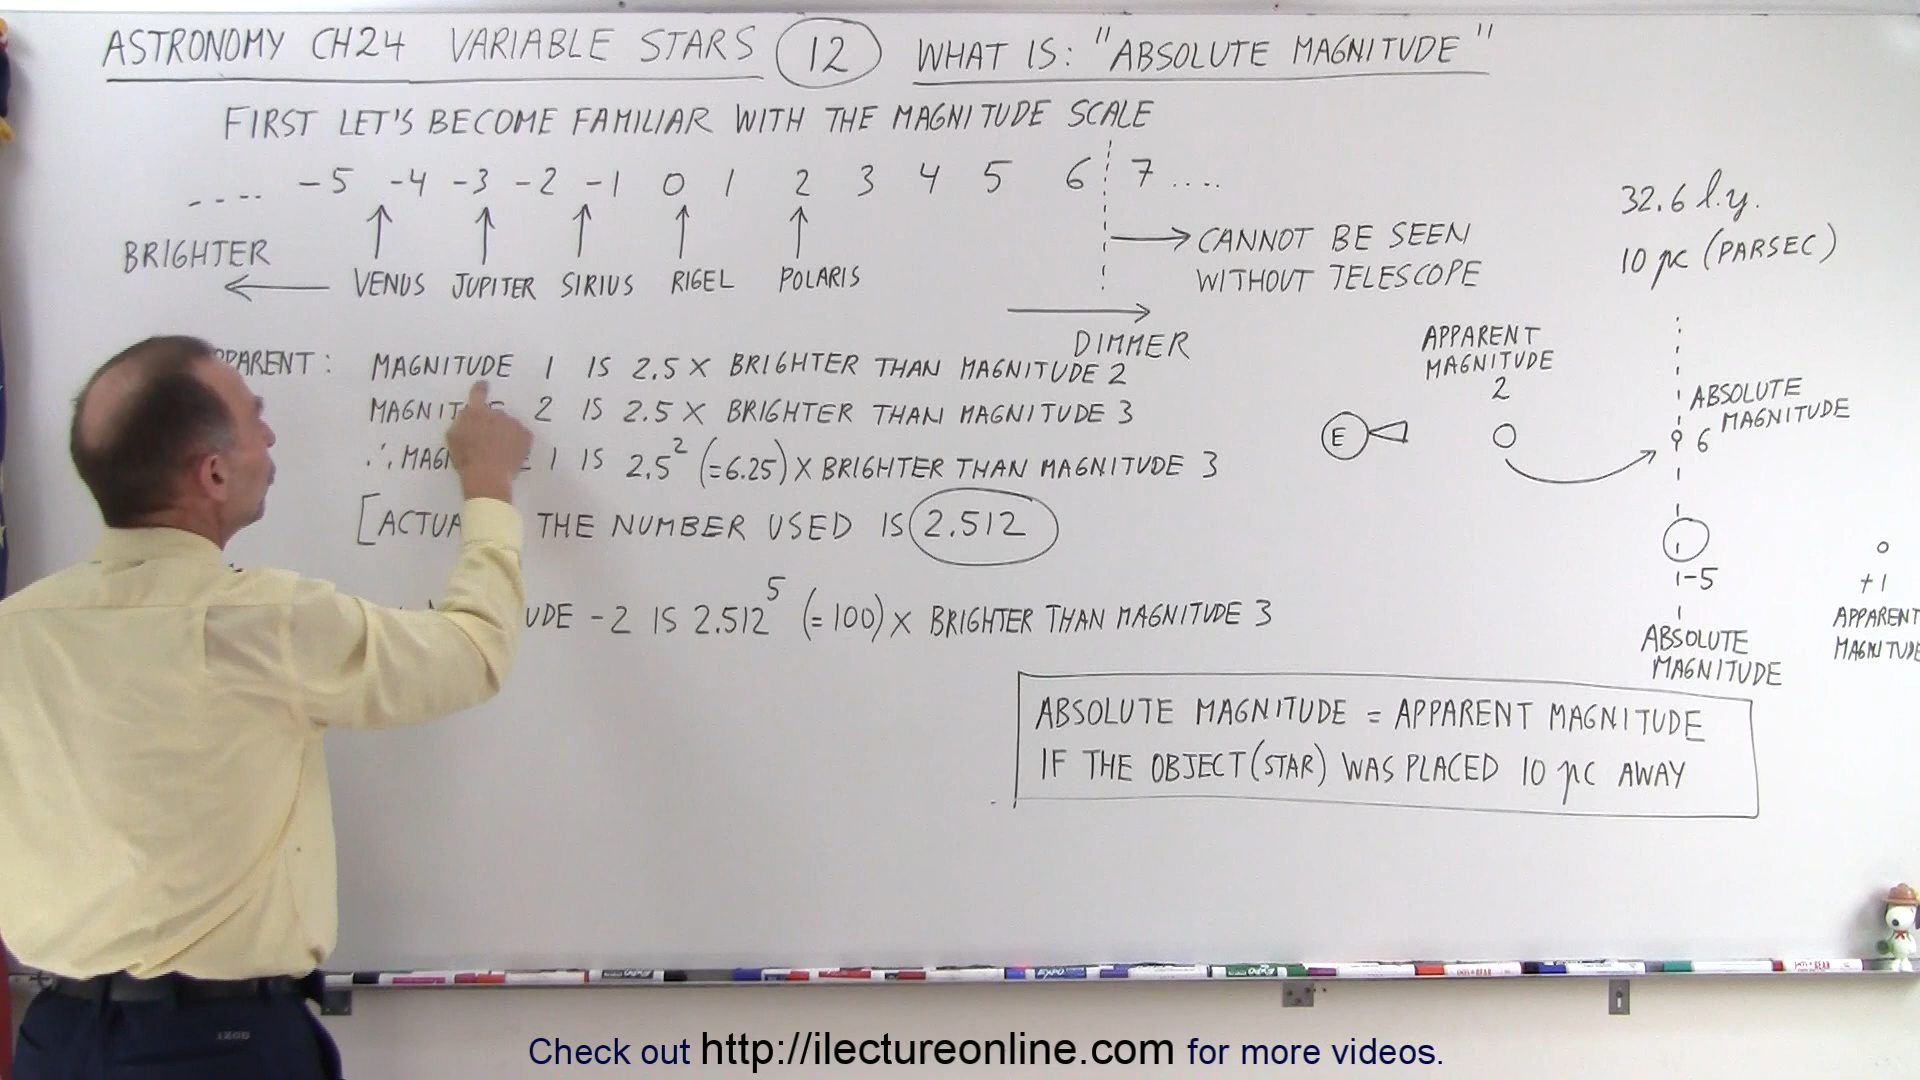 ASTRONOMY CH24 VARIABLE STARS 12 WHAT IS: "ABSOLUTE MAGNITUDE"
FIRST LET'S BECOME FAMILIAR WITH THE MAGNITUDE SCALE
.... -5 -4 -3 -2 -1 0 1 2 3 4 5 6 7 ....
BRIGHTER
VENUS JUPITER SIRIUS RIGEL POLARIS
CANNOT BE SEEN
WITHOUT TELESCOPE
DIMMER
32.6 l.y.
10 pc (PARSEC)
PPARENT: MAGNITUDE 1 IS 2.5 X BRIGHTER THAN MAGNITUDE 2
2 IS 2.5 X BRIGHTER THAN MAGNITUDE 3
∴ 1 IS 2.5² (=6.25) X BRIGHTER THAN MAGNITUDE 3
[ THE NUMBER USED IS 2.512
UDE -2 IS 2.512⁵ (=100) X BRIGHTER THAN MAGNITUDE 3
APPARENT
MAGNITUDE
2
E
ABSOLUTE
MAGNITUDE
6
-5
ABSOLUTE
MAGNITUDE
+1
APPARENT
MAGNITUDE
ABSOLUTE MAGNITUDE = APPARENT MAGNITUDE
IF THE OBJECT (STAR) WAS PLACED 10 pc AWAY
EXPO
IZOD
Check out http://ilectureonline.com for more videos.